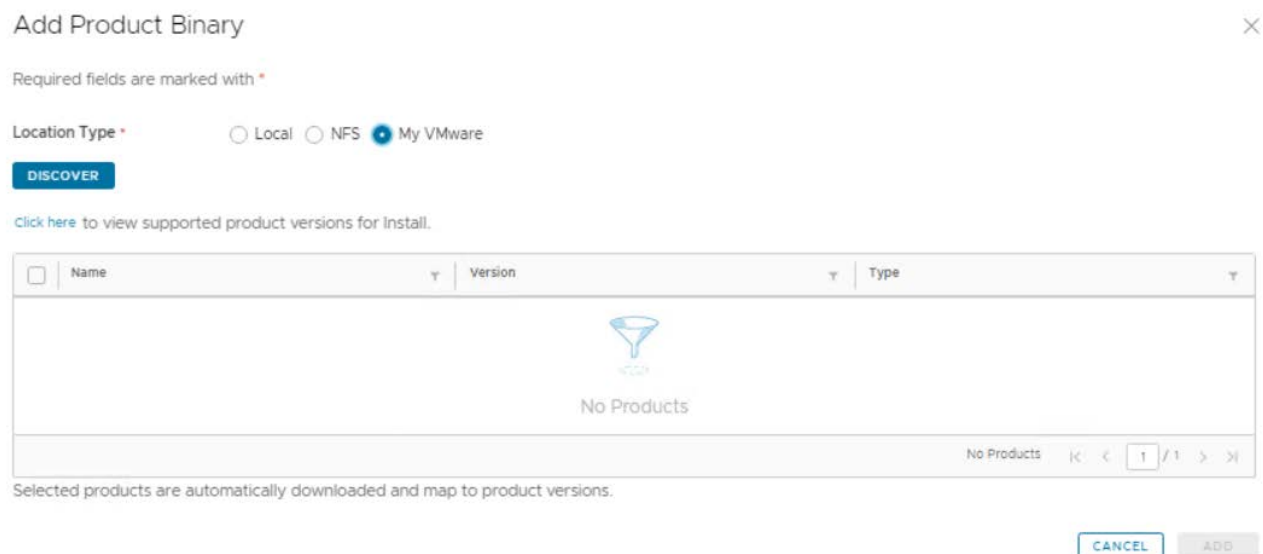 Add Product Binary
Required fields are marked with *
Location Type * Local NFS My VMware
DISCOVER
Click here to view supported product versions for Install.
Name Version Type
No Products
No Products 1 / 1
Selected products are automatically downloaded and map to product versions.
CANCEL ADD